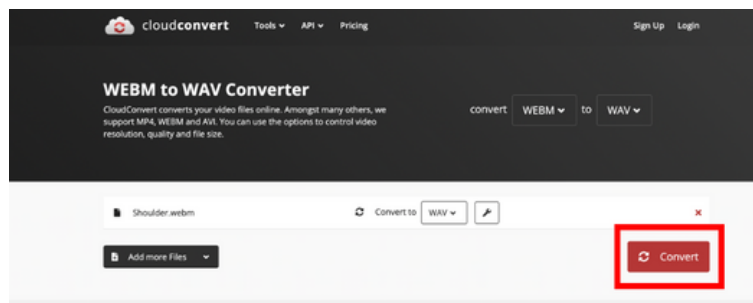 cloudconvert Tools API Pricing Sign Up Login
WEBM to WAV Converter
CloudConvert converts your video files online. Amongst many others, we
support MP4, WEBM and AVI. You can use the options to control video
resolution, quality and file size.
convert WEBM to WAV
Shoulder.webm Convert to WAV
Add more Files Convert